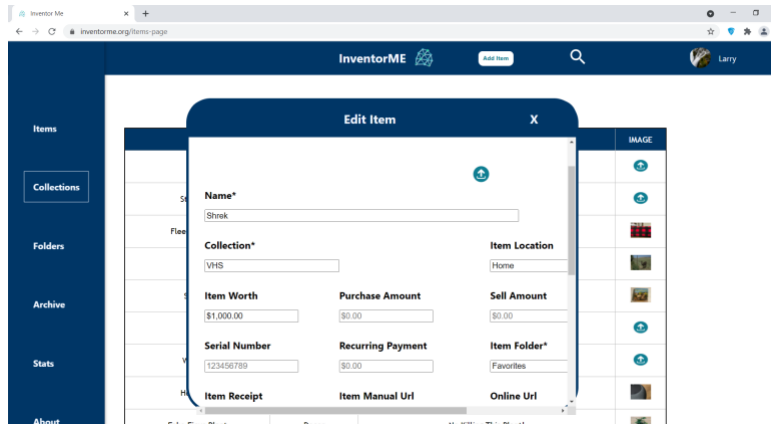 Inventor Me
inventorme.org/items-page
InventorME
Add Item
Larry
Items
Collections
Folders
Archive
Stats
About
Edit Item X
IMAGE
Name*
Shrek
Flee
Collection* Item Location
VHS Home
Item Worth Purchase Amount Sell Amount
$1,000.00 $0.00 $0.00
Serial Number Recurring Payment Item Folder*
123456789 $0.00 Favorites
Item Receipt Item Manual Url Online Url